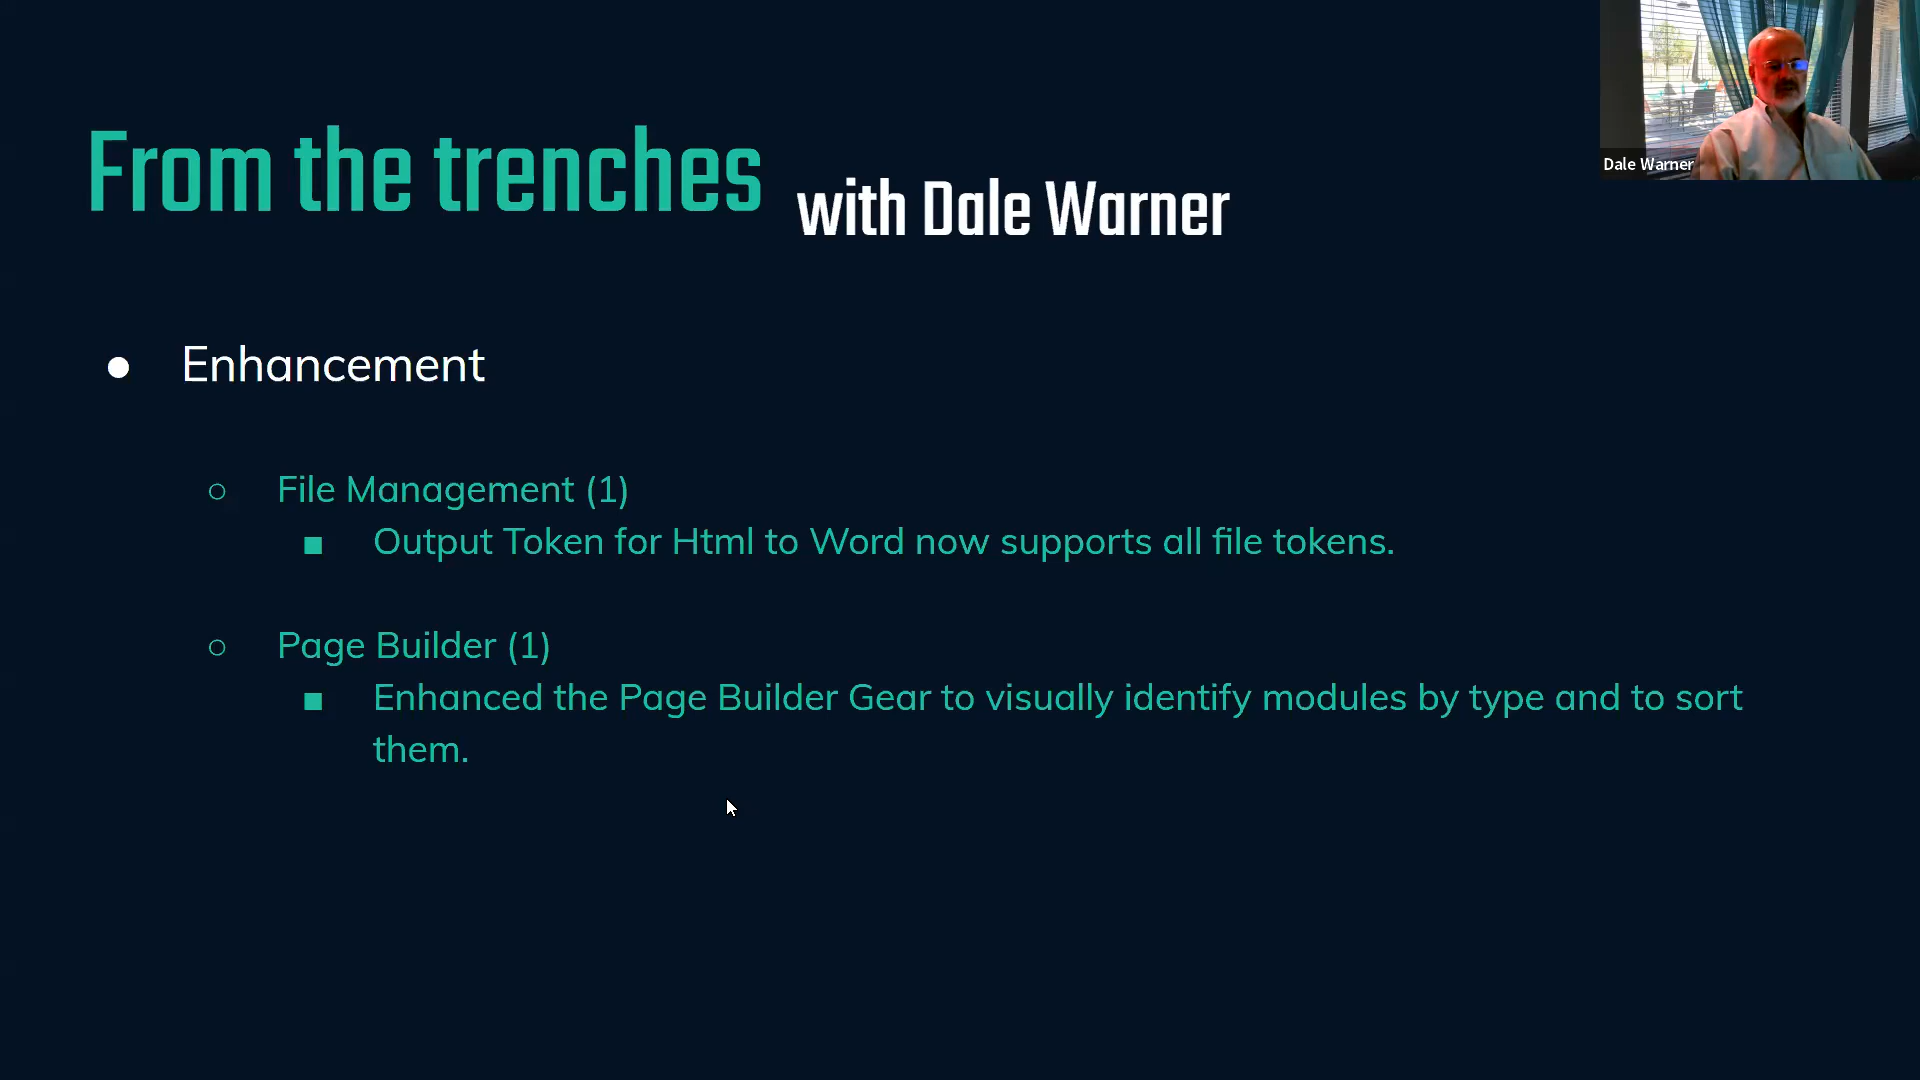 From the trenches with Dale Warner
Dale Warner
● Enhancement
○ File Management (1)
■ Output Token for Html to Word now supports all file tokens.
○ Page Builder (1)
■ Enhanced the Page Builder Gear to visually identify modules by type and to sort
them.